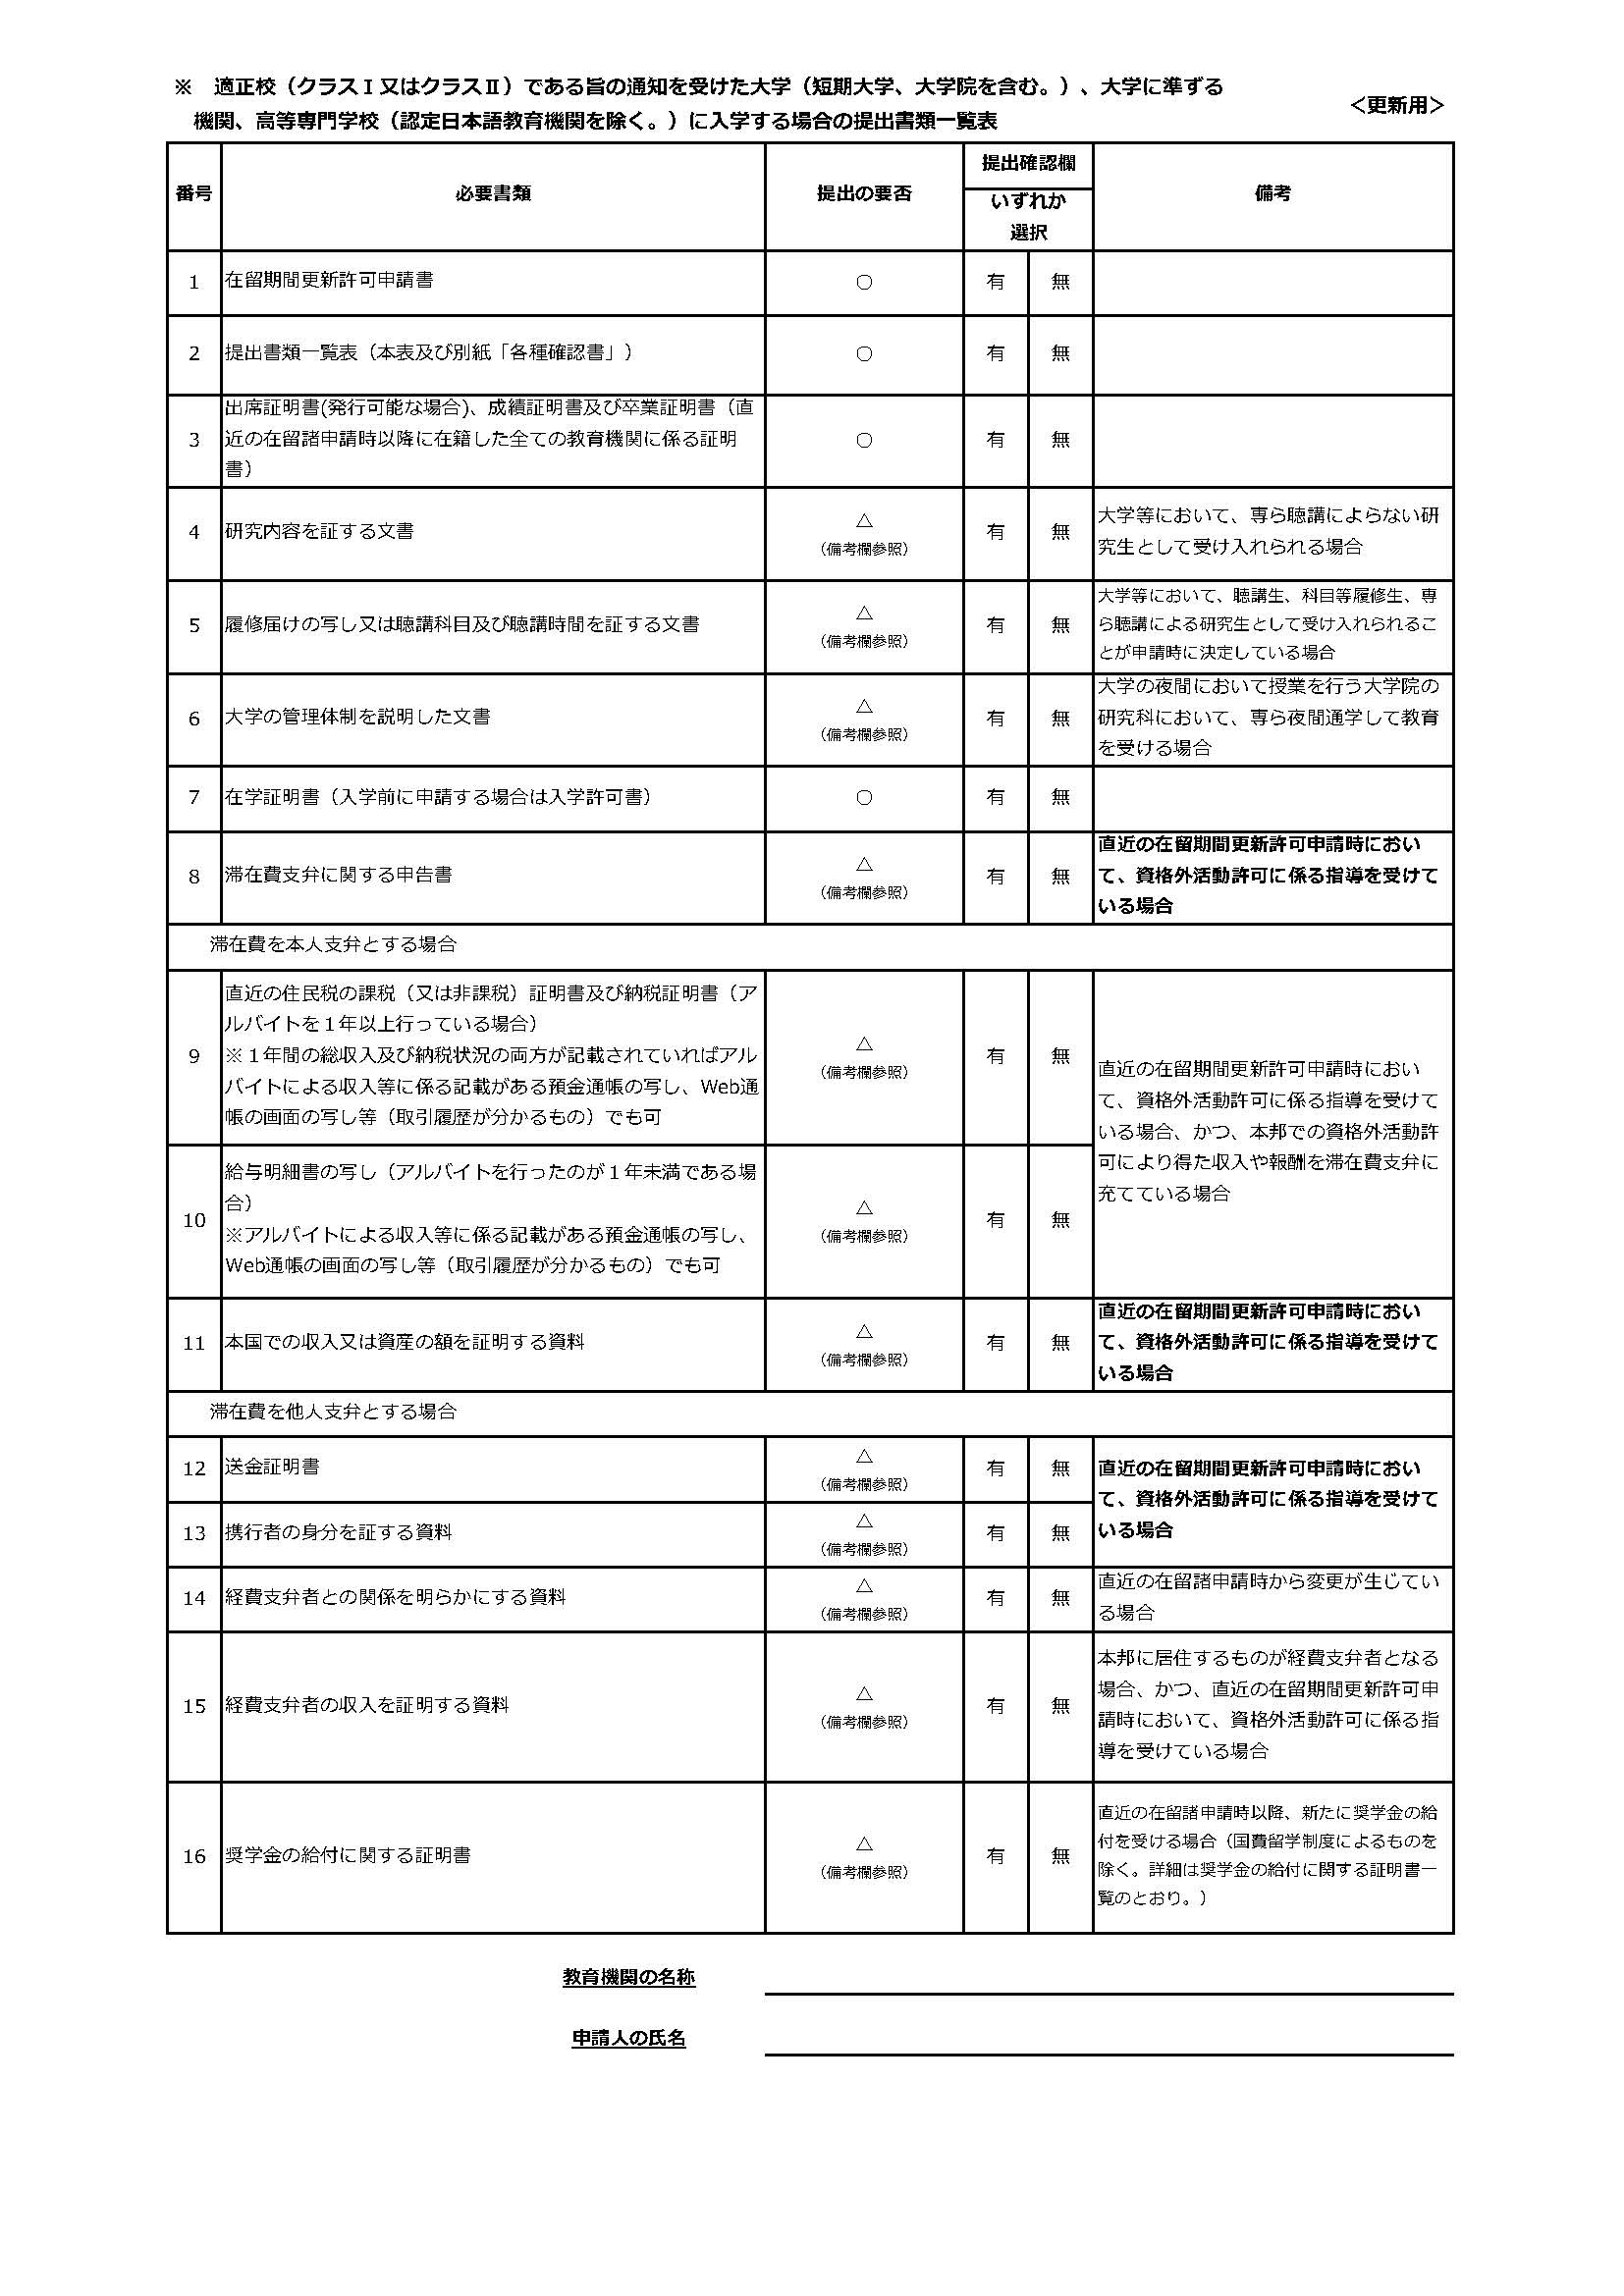 ※　適正校（クラスⅠ又はクラスⅡ）である旨の通知を受けた大学（短期大学、大学院を含む。）、大学に準ずる
機関、高等専門学校（認定日本語教育機関を除く。）に入学する場合の提出書類一覧表
＜更新用＞
番号
必要書類
提出の要否
提出確認欄
いずれか
選択
備考
1
在留期間更新許可申請書
○
有
無
2
提出書類一覧表（本表及び別紙「各種確認書」）
○
有
無
3
出席証明書(発行可能な場合)、成績証明書及び卒業証明書（直
近の在留諸申請時以降に在籍した全ての教育機関に係る証明
書）
○
有
無
4
研究内容を証する文書
△
（備考欄参照）
有
無
大学等において、専ら聴講によらない研
究生として受け入れられる場合
5
履修届けの写し又は聴講科目及び聴講時間を証する文書
△
（備考欄参照）
有
無
大学等において、聴講生、科目等履修生、専
ら聴講による研究生として受け入れられるこ
とが申請時に決定している場合
6
大学の管理体制を説明した文書
△
（備考欄参照）
有
無
大学の夜間において授業を行う大学院の
研究科において、専ら夜間通学して教育
を受ける場合
7
在学証明書（入学前に申請する場合は入学許可書）
○
有
無
8
滞在費支弁に関する申告書
△
（備考欄参照）
有
無
直近の在留期間更新許可申請時におい
て、資格外活動許可に係る指導を受けて
いる場合
滞在費を本人支弁とする場合
9
直近の住民税の課税（又は非課税）証明書及び納税証明書（ア
ルバイトを１年以上行っている場合）
※１年間の総収入及び納税状況の両方が記載されていればアル
バイトによる収入等に係る記載がある預金通帳の写し、Web通
帳の画面の写し等（取引履歴が分かるもの）でも可
△
（備考欄参照）
有
無
直近の在留期間更新許可申請時におい
て、資格外活動許可に係る指導を受けて
いる場合、かつ、本邦での資格外活動許
可により得た収入や報酬を滞在費支弁に
充てている場合
10
給与明細書の写し（アルバイトを行ったのが１年未満である場
合）
※アルバイトによる収入等に係る記載がある預金通帳の写し、
Web通帳の画面の写し等（取引履歴が分かるもの）でも可
△
（備考欄参照）
有
無
11
本国での収入又は資産の額を証明する資料
△
（備考欄参照）
有
無
直近の在留期間更新許可申請時におい
て、資格外活動許可に係る指導を受けて
いる場合
滞在費を他人支弁とする場合
12
送金証明書
△
（備考欄参照）
有
無
直近の在留期間更新許可申請時におい
て、資格外活動許可に係る指導を受けて
いる場合
13
携行者の身分を証する資料
△
（備考欄参照）
有
無
14
経費支弁者との関係を明らかにする資料
△
（備考欄参照）
有
無
直近の在留諸申請時から変更が生じてい
る場合
15
経費支弁者の収入を証明する資料
△
（備考欄参照）
有
無
本邦に居住するものが経費支弁者となる
場合、かつ、直近の在留期間更新許可申
請時において、資格外活動許可に係る指
導を受けている場合
16
奨学金の給付に関する証明書
△
（備考欄参照）
有
無
直近の在留諸申請時以降、新たに奨学金の給
付を受ける場合（国費留学制度によるものを
除く。詳細は奨学金の給付に関する証明書一
覧のとおり。）
教育機関の名称
申請人の氏名